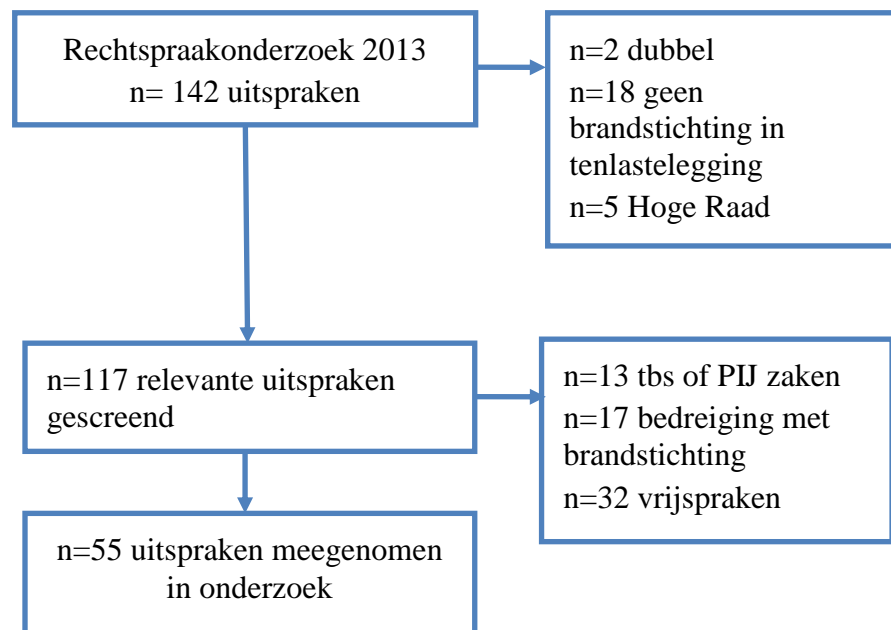 Rechtspraakonderzoek 2013
n= 142 uitspraken
n=2 dubbel
n=18 geen
brandstichting in
tenlastelegging
n=5 Hoge Raad
n=117 relevante uitspraken
gescreend
n=13 tbs of PIJ zaken
n=17 bedreiging met
brandstichting
n=32 vrijspraken
n=55 uitspraken meegenomen
in onderzoek